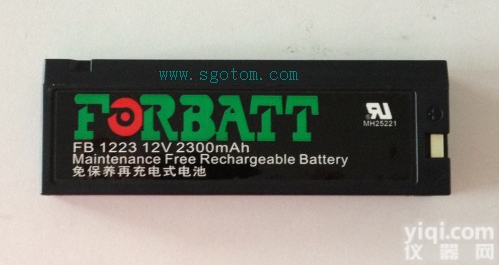 www.sgotom.com
FORBATT
FB 1223 12V 2300mAh
Maintenance Free Rechargeable Battery
免保养再充电式电池
RU
MH25221
yiqi.com
仪器网